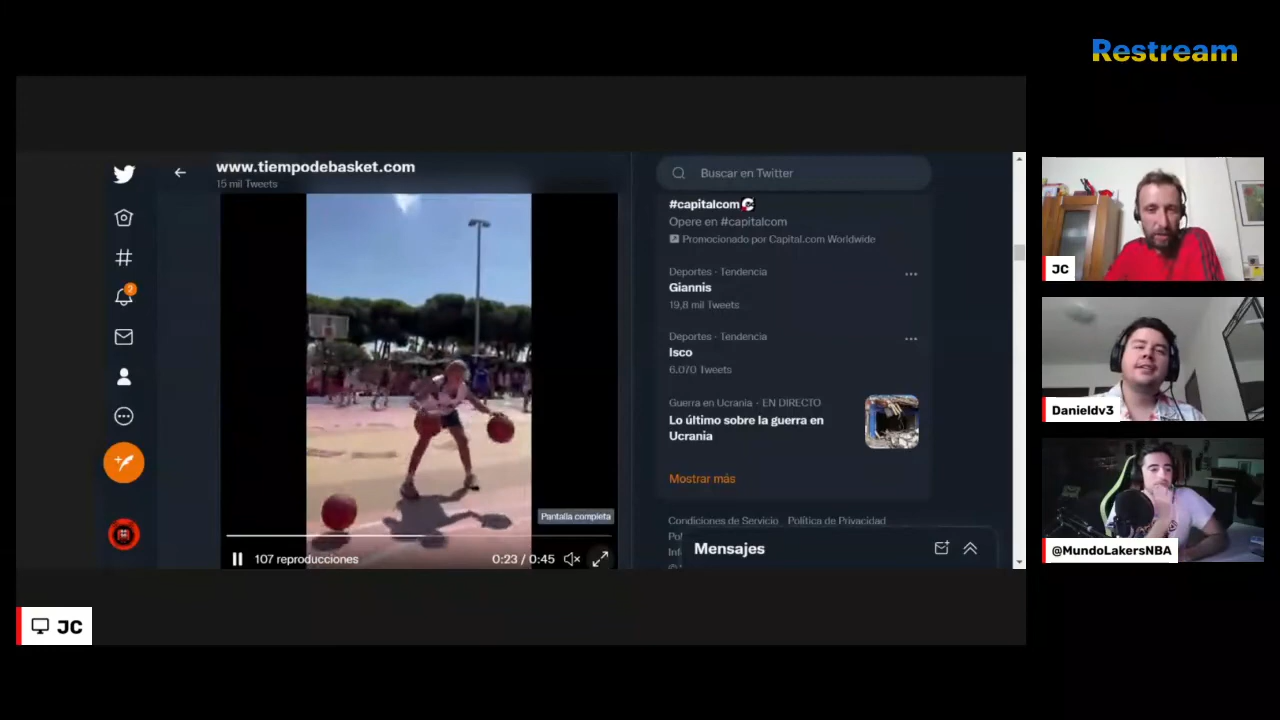 Restream
www.tiempodebasket.com
15 mil Tweets
Buscar en Twitter
#capitalcom
Opere en #capitalcom
Promocionado por Capital.com Worldwide
Deportes · Tendencia
Giannis
19,8 mil Tweets
Deportes · Tendencia
Isco
6.070 Tweets
Guerra en Ucrania · EN DIRECTO
Lo último sobre la guerra en
Ucrania
Mostrar más
Condiciones de Servicio Política de Privacidad
Mensajes
2
Pantalla completa
107 reproducciones
0:23 / 0:45
JC
JC
Danieldv3
@MundoLakersNBA